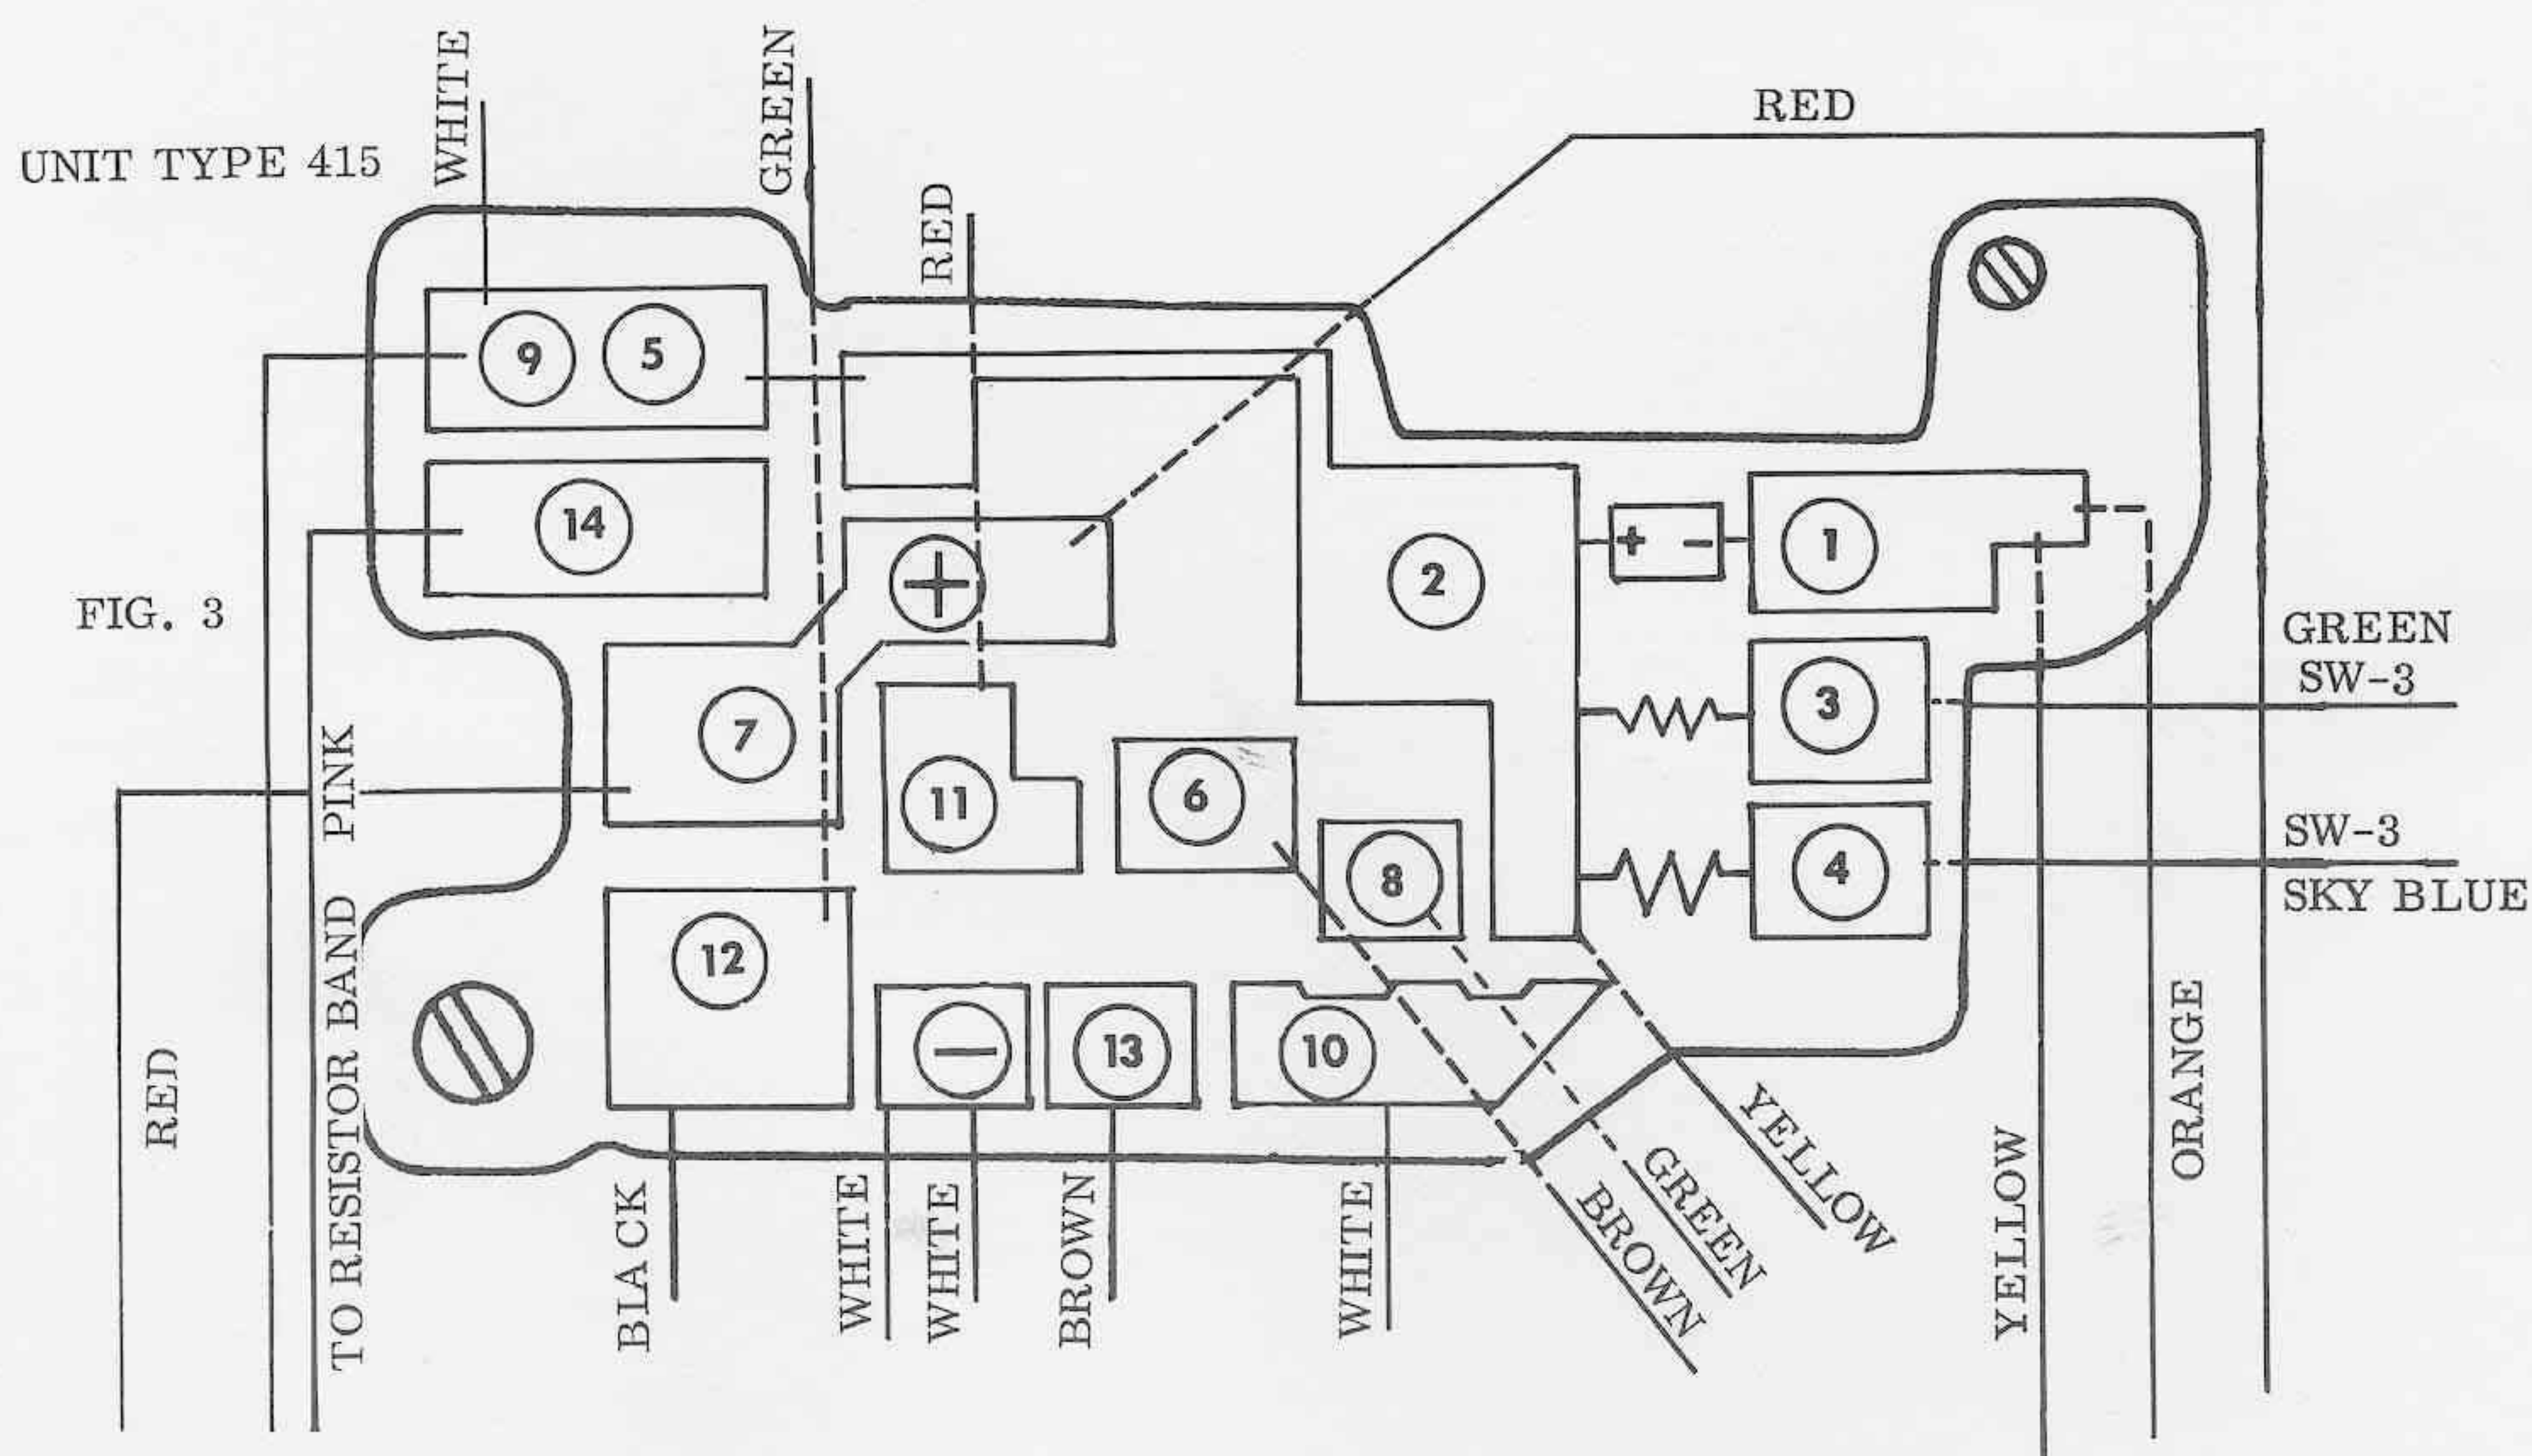 WHITE
GREEN
RED
UNIT TYPE 415
RED
9
5
14
+
2
+ -
1
FIG. 3
GREEN
SW-3
3
7
PINK
11
6
SW-3
8
4
SKY BLUE
12
TO RESISTOR BAND
-
13
10
RED
ORANGE
YELLOW
GREEN
BROWN
YELLOW
BLACK
WHITE
WHITE
BROWN
WHITE